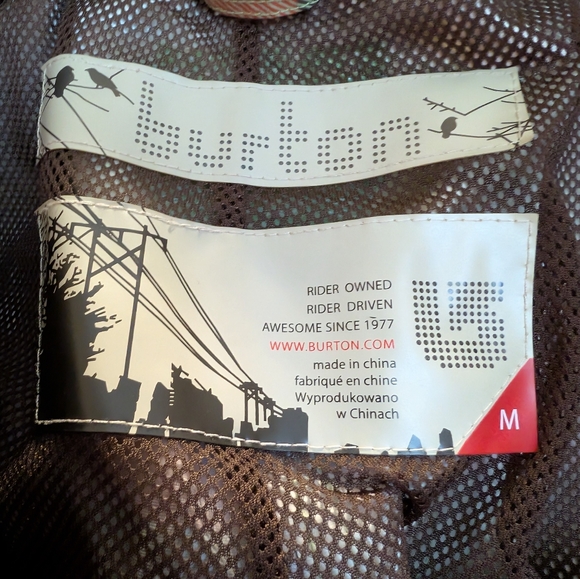 burton
RIDER OWNED
RIDER DRIVEN
AWESOME SINCE 1977
WWW.BURTON.COM
made in china
fabriqué en chine
Wyprodukowano
w Chinach
M